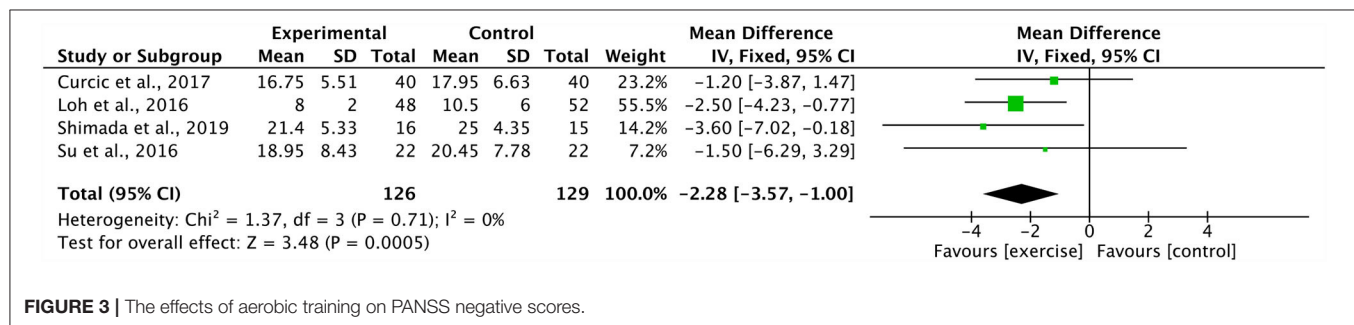 Experimental Control Mean Difference Mean Difference
Study or Subgroup Mean SD Total Mean SD Total Weight IV, Fixed, 95% CI IV, Fixed, 95% CI
Curcic et al., 2017 16.75 5.51 40 17.95 6.63 40 23.2% −1.20 [−3.87, 1.47]
Loh et al., 2016 8 2 48 10.5 6 52 55.5% −2.50 [−4.23, −0.77]
Shimada et al., 2019 21.4 5.33 16 25 4.35 15 14.2% −3.60 [−7.02, −0.18]
Su et al., 2016 18.95 8.43 22 20.45 7.78 22 7.2% −1.50 [−6.29, 3.29]
Total (95% CI) 126 129 100.0% −2.28 [−3.57, −1.00]
Heterogeneity: Chi² = 1.37, df = 3 (P = 0.71); I² = 0%
Test for overall effect: Z = 3.48 (P = 0.0005)
−4 −2 0 2 4
Favours [exercise] Favours [control]
FIGURE 3 | The effects of aerobic training on PANSS negative scores.